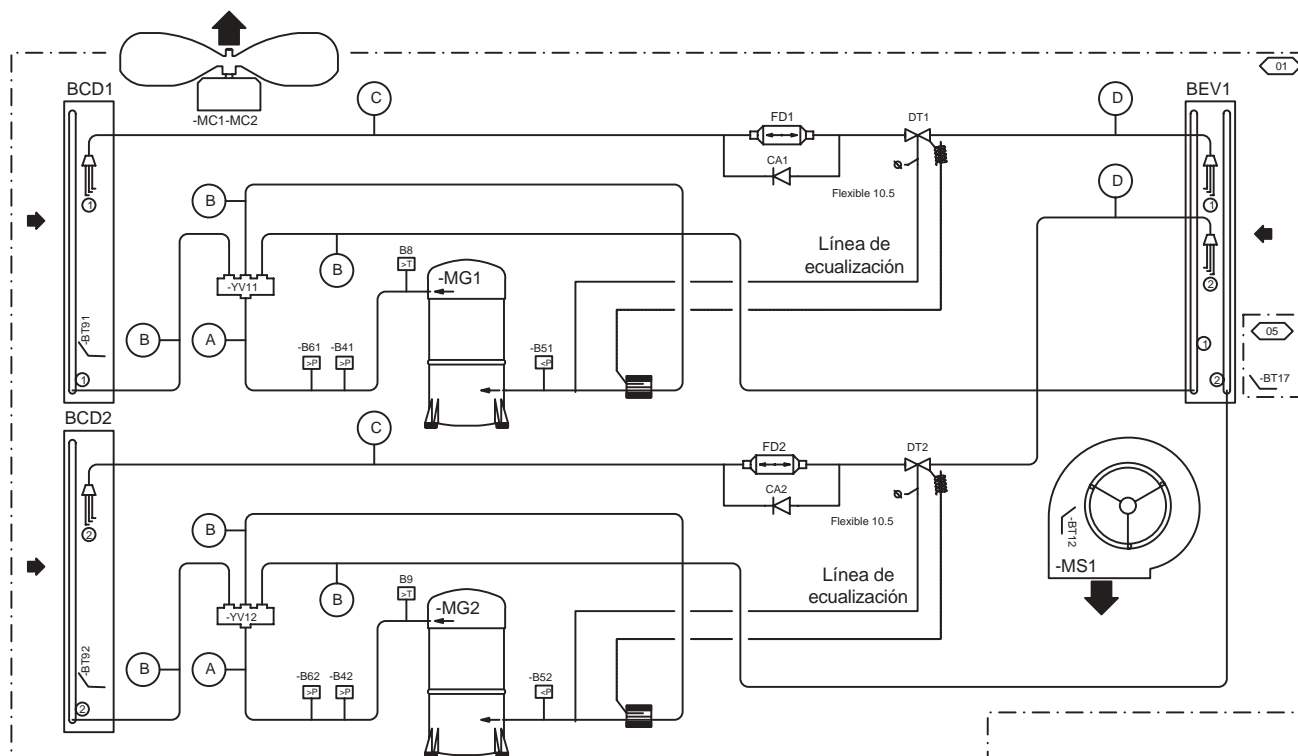 01
BCD1
-MC1-MC2
C
FD1
DT1
D
BEV1
CA1
Flexible 10.5
1
B
D
1
B
Línea de
ecualización
B8
>T
-MG1
2
-YV11
-BT91
B
A
-B61
>P
-B41
>P
-B51
<P
1
05
1
2
-BT17
BCD2
C
FD2
DT2
CA2
Flexible 10.5
2
B
-BT12
-MS1
B
Línea de
ecualización
B9
>T
-MG2
-YV12
-BT92
B
A
-B62
>P
-B42
>P
-B52
<P
2